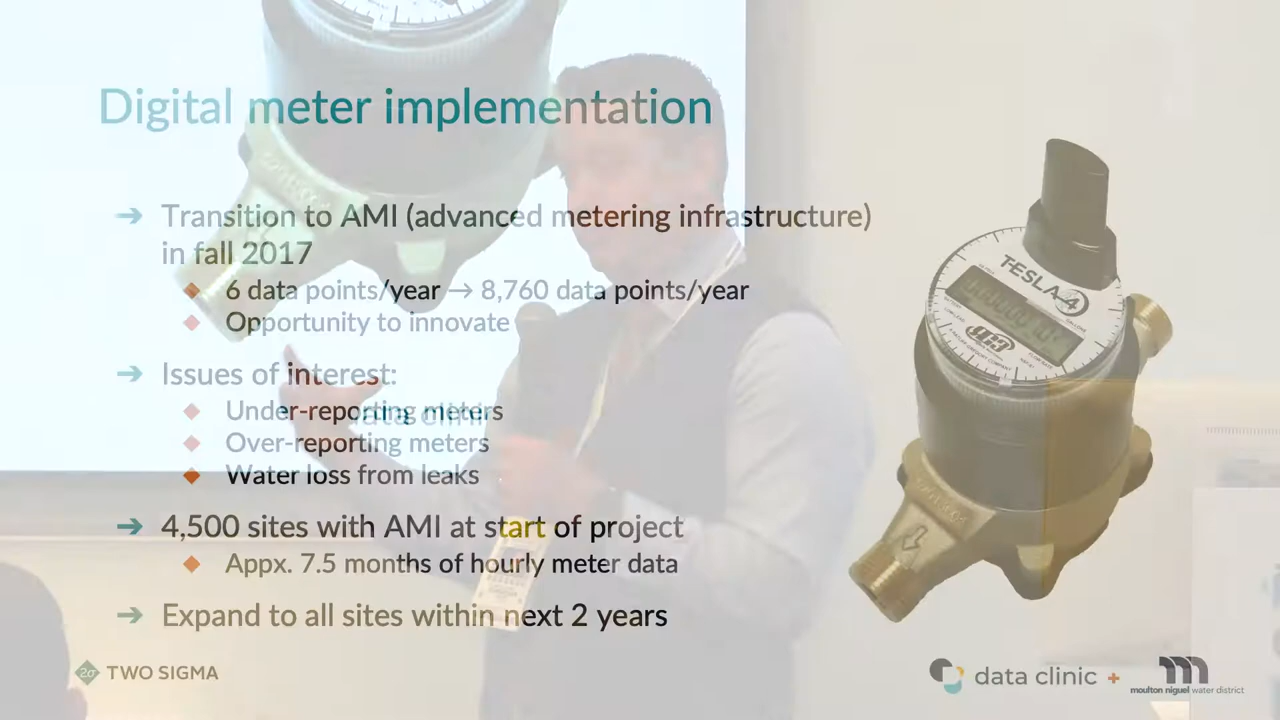 Digital meter implementation
➔ Transition to AMI (advanced metering infrastructure)
in fall 2017
◆ 6 data points/year → 8,760 data points/year
◆ Opportunity to innovate
➔ Issues of interest:
◆ Under-reporting meters
◆ Over-reporting meters
◆ Water loss from leaks
➔ 4,500 sites with AMI at start of project
◆ Appx. 7.5 months of hourly meter data
➔ Expand to all sites within next 2 years
TESLA 4
2σ TWO SIGMA
data clinic +
moulton niguel water district